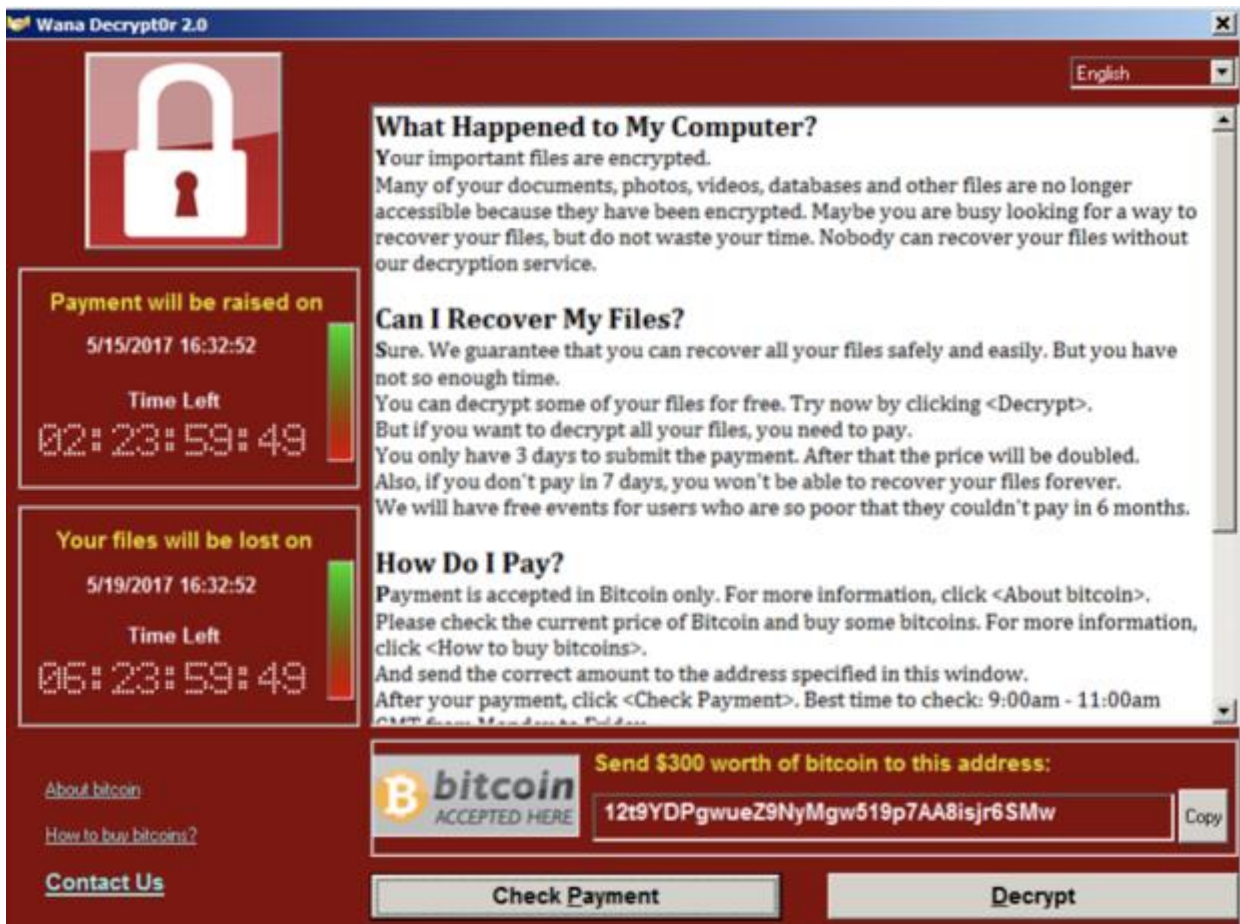 Wana Decrypt0r 2.0
English
What Happened to My Computer?
Your important files are encrypted.
Many of your documents, photos, videos, databases and other files are no longer
accessible because they have been encrypted. Maybe you are busy looking for a way to
recover your files, but do not waste your time. Nobody can recover your files without
our decryption service.
Can I Recover My Files?
Sure. We guarantee that you can recover all your files safely and easily. But you have
not so enough time.
You can decrypt some of your files for free. Try now by clicking <Decrypt>.
But if you want to decrypt all your files, you need to pay.
You only have 3 days to submit the payment. After that the price will be doubled.
Also, if you don't pay in 7 days, you won't be able to recover your files forever.
We will have free events for users who are so poor that they couldn't pay in 6 months.
How Do I Pay?
Payment is accepted in Bitcoin only. For more information, click <About bitcoin>.
Please check the current price of Bitcoin and buy some bitcoins. For more information,
click <How to buy bitcoins>.
And send the correct amount to the address specified in this window.
After your payment, click <Check Payment>. Best time to check: 9:00am - 11:00am
GMT from Monday to Friday
Payment will be raised on
5/15/2017 16:32:52
Time Left
02:23:59:49
Your files will be lost on
5/19/2017 16:32:52
Time Left
06:23:59:49
About bitcoin
How to buy bitcoins?
Contact Us
bitcoin
ACCEPTED HERE
Send $300 worth of bitcoin to this address:
12t9YDPgwueZ9NyMgw519p7AA8isjr6SMw
Copy
Check Payment
Decrypt